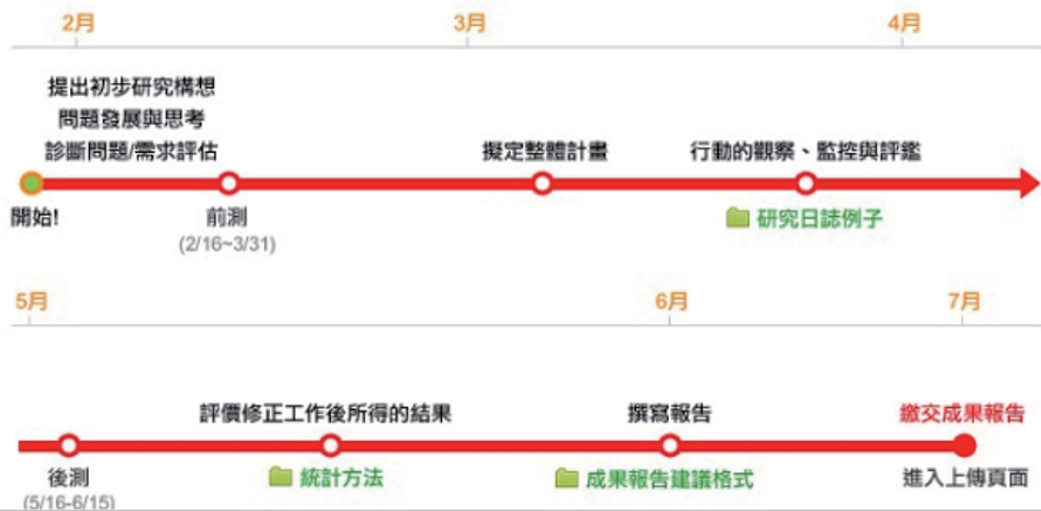 2月
3月
4月
提出初步研究構想
問題發展與思考
診斷問題/需求評估
擬定整體計畫
行動的觀察、監控與評鑑
開始!
前測
(2/16~3/31)
研究日誌例子
5月
6月
7月
評價修正工作後所得的結果
撰寫報告
繳交成果報告
後測
(5/16-6/15)
統計方法
成果報告建議格式
進入上傳頁面